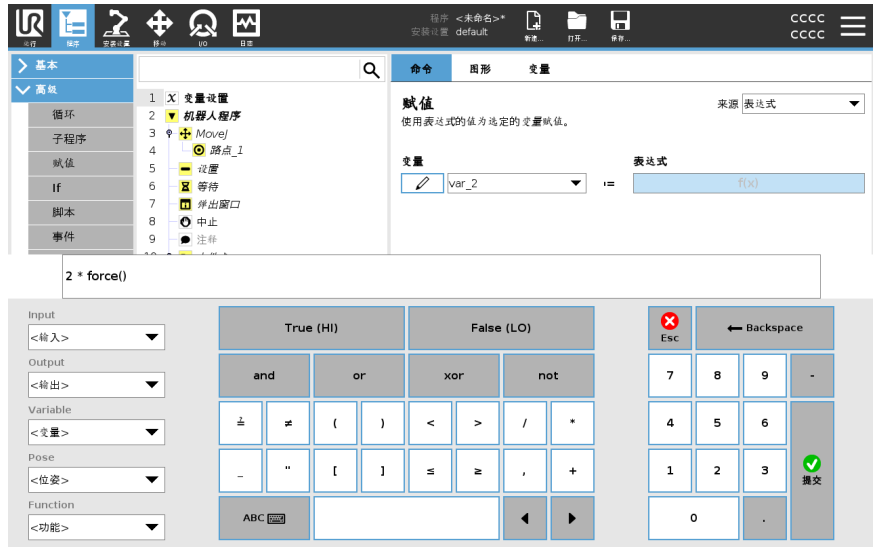 UR
运行
程序
安装设置
移动
I/O
日志
程序 <未命名>*
安装设置 default
新建...
打开...
保存...
CCCC
CCCC
基本
高级
循环
子程序
赋值
If
脚本
事件
1 X 变量设置
2 机器人程序
3 MoveJ
4 路点_1
5 设置
6 等待
7 弹出窗口
8 中止
9 注释
命令 图形 变量
赋值
来源 表达式
使用表达式的值为选定的变量赋值。
变量 表达式
var_2 := f(x)
2 * force()
Input
<输入>
Output
<输出>
Variable
<变量>
Pose
<位姿>
Function
<功能>
True (HI) False (LO)
and or xor not
≟ ≠ ( ) < > / *
_ " [ ] ≤ ≥ , +
ABC
Esc Backspace
7 8 9 -
4 5 6
1 2 3
提交
0 .